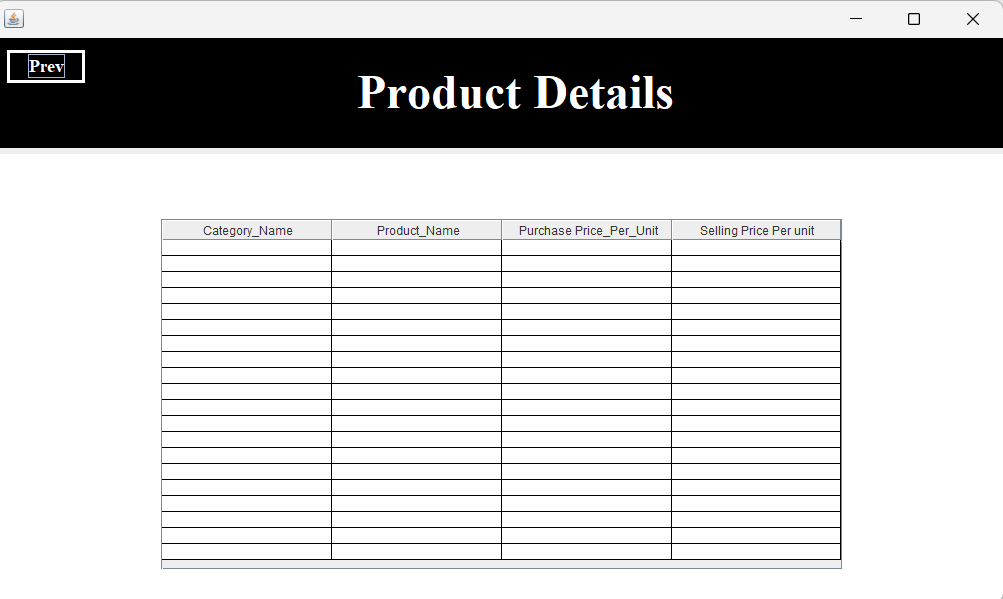 Prev
Product Details
Category_Name Product_Name Purchase Price_Per_Unit Selling Price Per unit